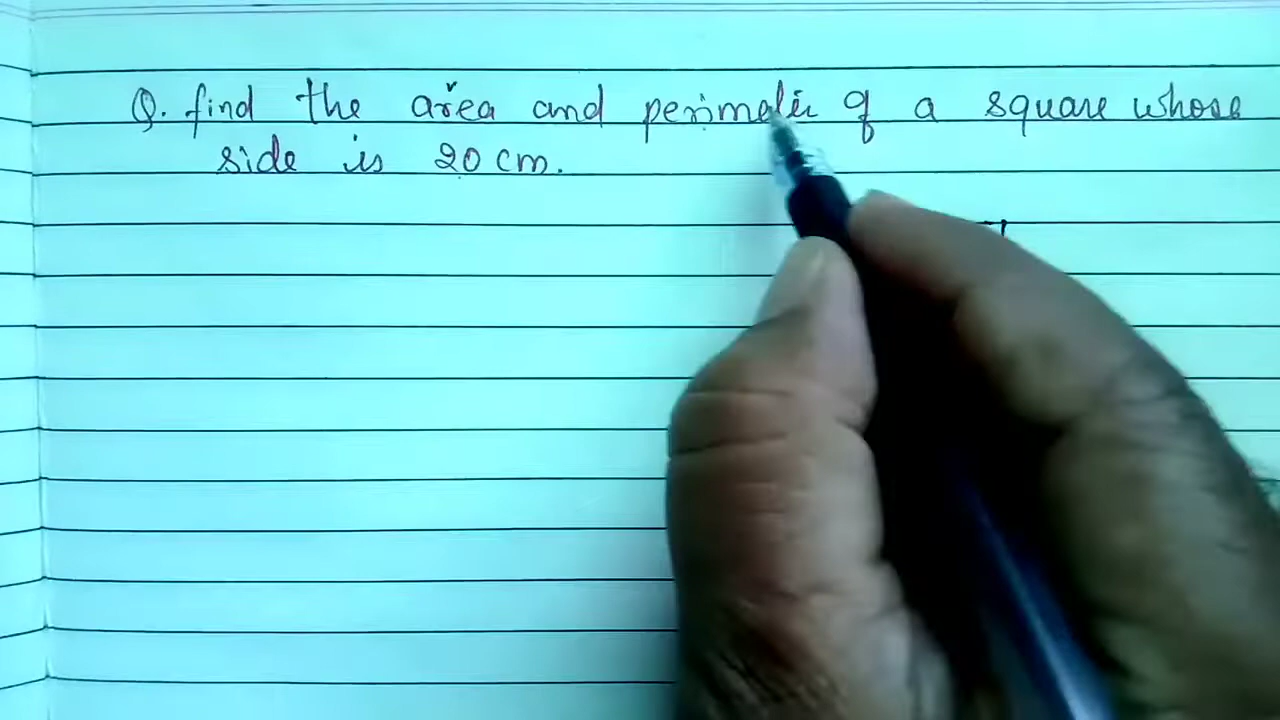 Q. find the area and perimeter of a square whose
side is 20 cm.